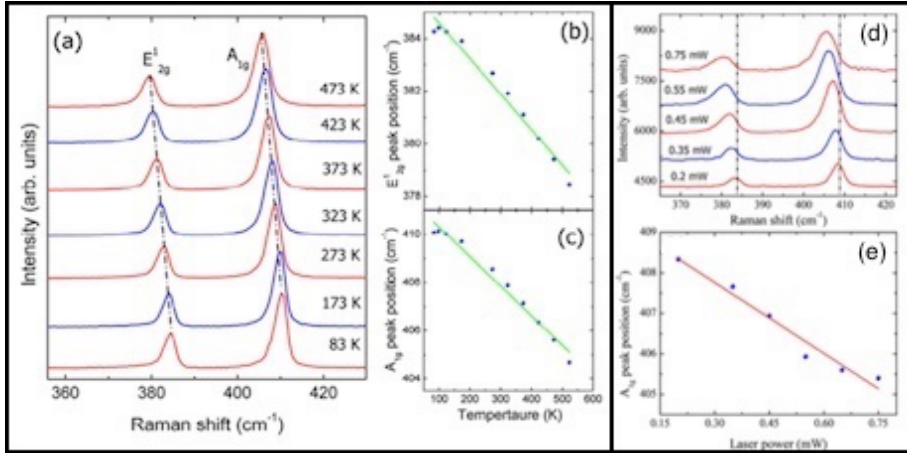 (a)
E¹₂g
A₁g
473 K
423 K
373 K
323 K
273 K
173 K
83 K
Intensity (arb. units)
360 380 400 420
Raman shift (cm⁻¹)
(b)
384
382
380
378
E¹₂g peak position (cm⁻¹)
(c)
410
408
406
404
A₁g peak position (cm⁻¹)
0 100 200 300 400 500 600
Tempertaure (K)
(d)
9000
7500
6000
4500
Intensity (arb. units)
0.75 mW
0.55 mW
0.45 mW
0.35 mW
0.2 mW
370 380 390 400 410 420
Raman shift (cm⁻¹)
(e)
409
408
407
406
405
A₁g peak position (cm⁻¹)
0.15 0.30 0.45 0.60 0.75
Laser power (mW)